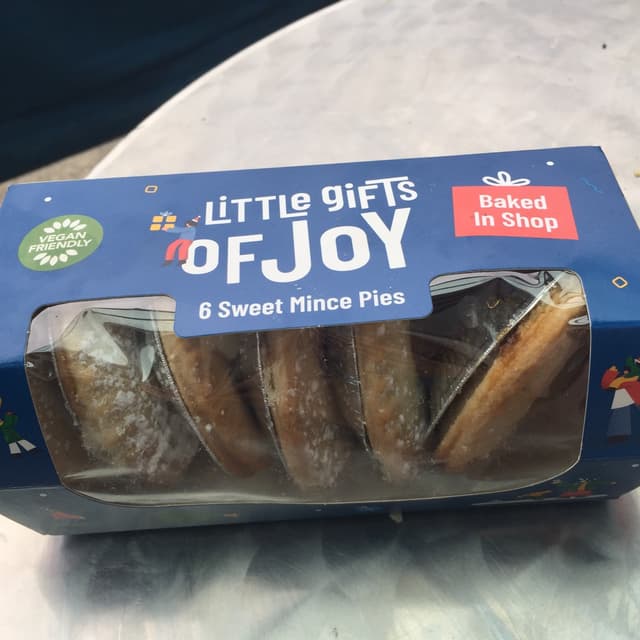 LiTTLe giFTS
OF JOY
6 Sweet Mince Pies
VEGAN
FRIENDLY
Baked
In Shop